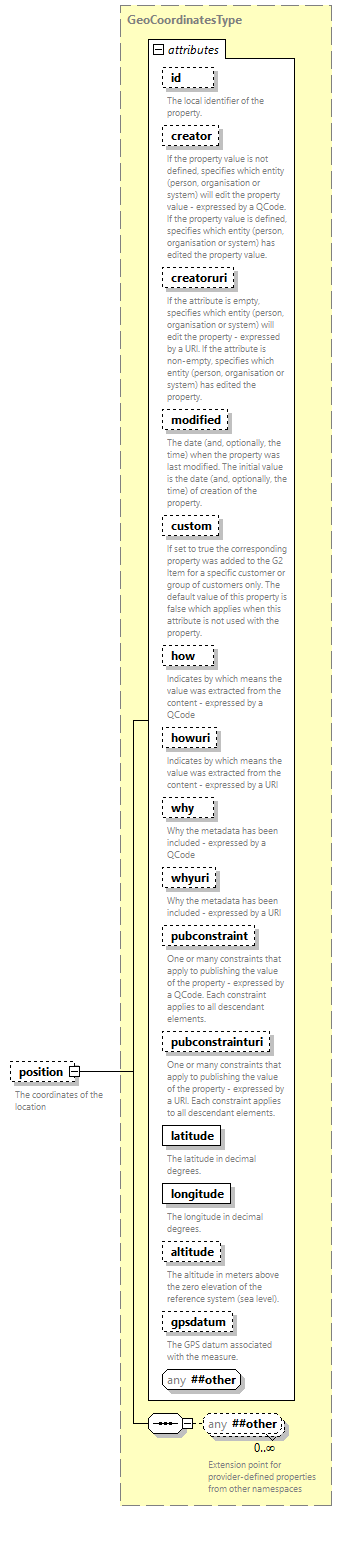 GeoCoordinatesType
attributes
id
The local identifier of the
property.
creator
If the property value is not
defined, specifies which entity
(person, organisation or
system) will edit the property
value - expressed by a QCode.
If the property value is defined,
specifies which entity (person,
organisation or system) has
edited the property value.
creatoruri
If the attribute is empty,
specifies which entity (person,
organisation or system) will
edit the property - expressed
by a URI. If the attribute is
non-empty, specifies which
entity (person, organisation or
system) has edited the
property.
modified
The date (and, optionally, the
time) when the property was
last modified. The initial value
is the date (and, optionally, the
time) of creation of the
property.
custom
If set to true the corresponding
property was added to the G2
Item for a specific customer or
group of customers only. The
default value of this property is
false which applies when this
attribute is not used with the
property.
how
Indicates by which means the
value was extracted from the
content - expressed by a
QCode
howuri
Indicates by which means the
value was extracted from the
content - expressed by a URI
why
Why the metadata has been
included - expressed by a
QCode
whyuri
Why the metadata has been
included - expressed by a URI
pubconstraint
One or many constraints that
apply to publishing the value
of the property - expressed by
a QCode. Each constraint
applies to all descendant
elements.
pubconstrainturi
One or many constraints that
apply to publishing the value
of the property - expressed by
a URI. Each constraint applies
to all descendant elements.
position
The coordinates of the
location
latitude
The latitude in decimal
degrees.
longitude
The longitude in decimal
degrees.
altitude
The altitude in meters above
the zero elevation of the
reference system (sea level).
gpsdatum
The GPS datum associated
with the measure.
any ##other
any ##other
0..∞
Extension point for
provider-defined properties
from other namespaces